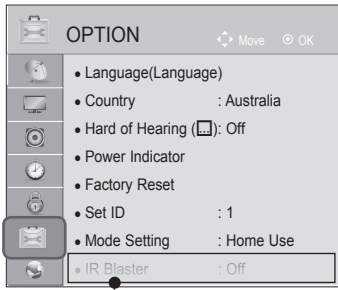 OPTION Move OK
• Language(Language)
• Country : Australia
• Hard of Hearing (...): Off
• Power Indicator
• Factory Reset
• Set ID : 1
• Mode Setting : Home Use
• IR Blaster : Off